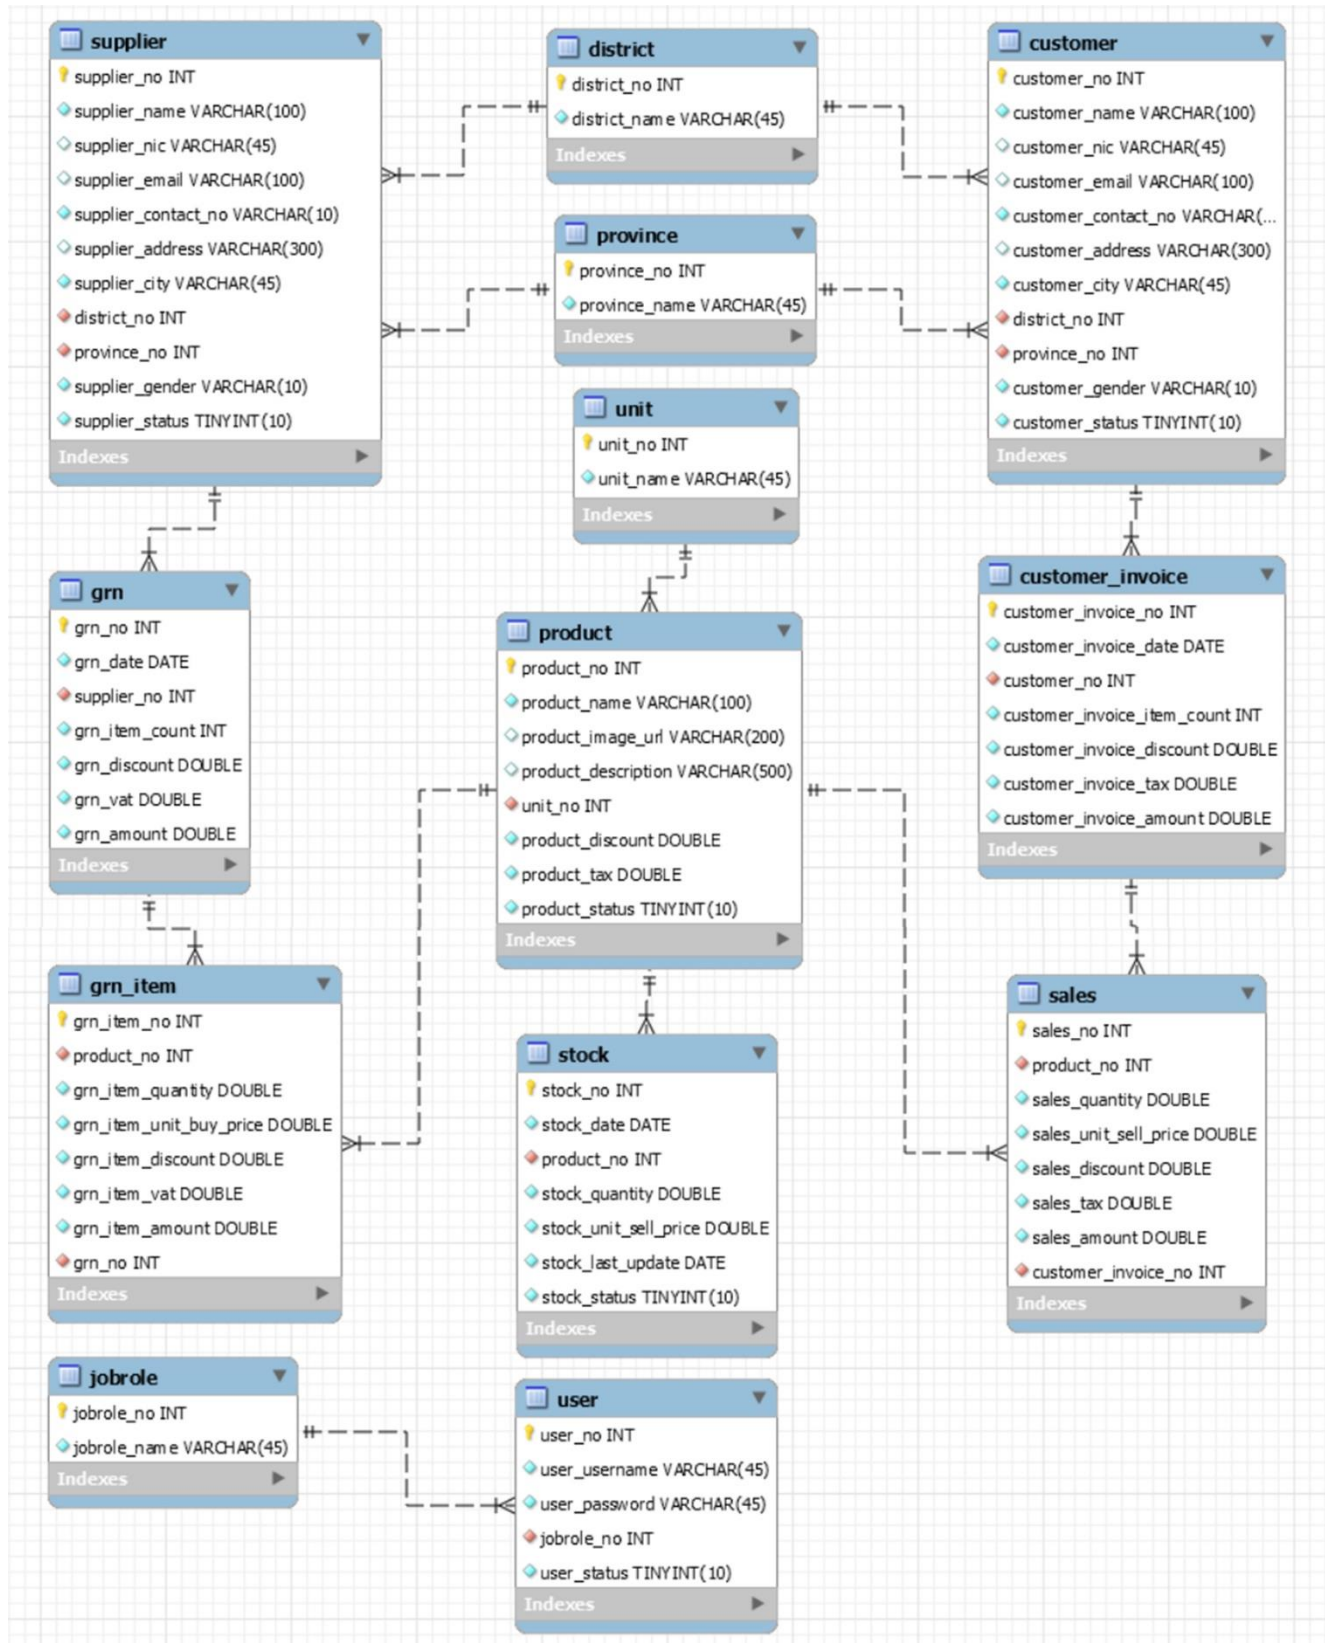 supplier
supplier_no INT
supplier_name VARCHAR(100)
supplier_nic VARCHAR(45)
supplier_email VARCHAR(100)
supplier_contact_no VARCHAR(10)
supplier_address VARCHAR(300)
supplier_city VARCHAR(45)
district_no INT
province_no INT
supplier_gender VARCHAR(10)
supplier_status TINYINT(10)
Indexes
district
district_no INT
district_name VARCHAR(45)
Indexes
customer
customer_no INT
customer_name VARCHAR(100)
customer_nic VARCHAR(45)
customer_email VARCHAR(100)
customer_contact_no VARCHAR(...
customer_address VARCHAR(300)
customer_city VARCHAR(45)
district_no INT
province_no INT
customer_gender VARCHAR(10)
customer_status TINYINT(10)
Indexes
province
province_no INT
province_name VARCHAR(45)
Indexes
unit
unit_no INT
unit_name VARCHAR(45)
Indexes
grn
grn_no INT
grn_date DATE
supplier_no INT
grn_item_count INT
grn_discount DOUBLE
grn_vat DOUBLE
grn_amount DOUBLE
Indexes
product
product_no INT
product_name VARCHAR(100)
product_image_url VARCHAR(200)
product_description VARCHAR(500)
unit_no INT
product_discount DOUBLE
product_tax DOUBLE
product_status TINYINT(10)
Indexes
customer_invoice
customer_invoice_no INT
customer_invoice_date DATE
customer_no INT
customer_invoice_item_count INT
customer_invoice_discount DOUBLE
customer_invoice_tax DOUBLE
customer_invoice_amount DOUBLE
Indexes
grn_item
grn_item_no INT
product_no INT
grn_item_quantity DOUBLE
grn_item_unit_buy_price DOUBLE
grn_item_discount DOUBLE
grn_item_vat DOUBLE
grn_item_amount DOUBLE
grn_no INT
Indexes
stock
stock_no INT
stock_date DATE
product_no INT
stock_quantity DOUBLE
stock_unit_sell_price DOUBLE
stock_last_update DATE
stock_status TINYINT(10)
Indexes
sales
sales_no INT
product_no INT
sales_quantity DOUBLE
sales_unit_sell_price DOUBLE
sales_discount DOUBLE
sales_tax DOUBLE
sales_amount DOUBLE
customer_invoice_no INT
Indexes
jobrole
jobrole_no INT
jobrole_name VARCHAR(45)
Indexes
user
user_no INT
user_username VARCHAR(45)
user_password VARCHAR(45)
jobrole_no INT
user_status TINYINT(10)
Indexes